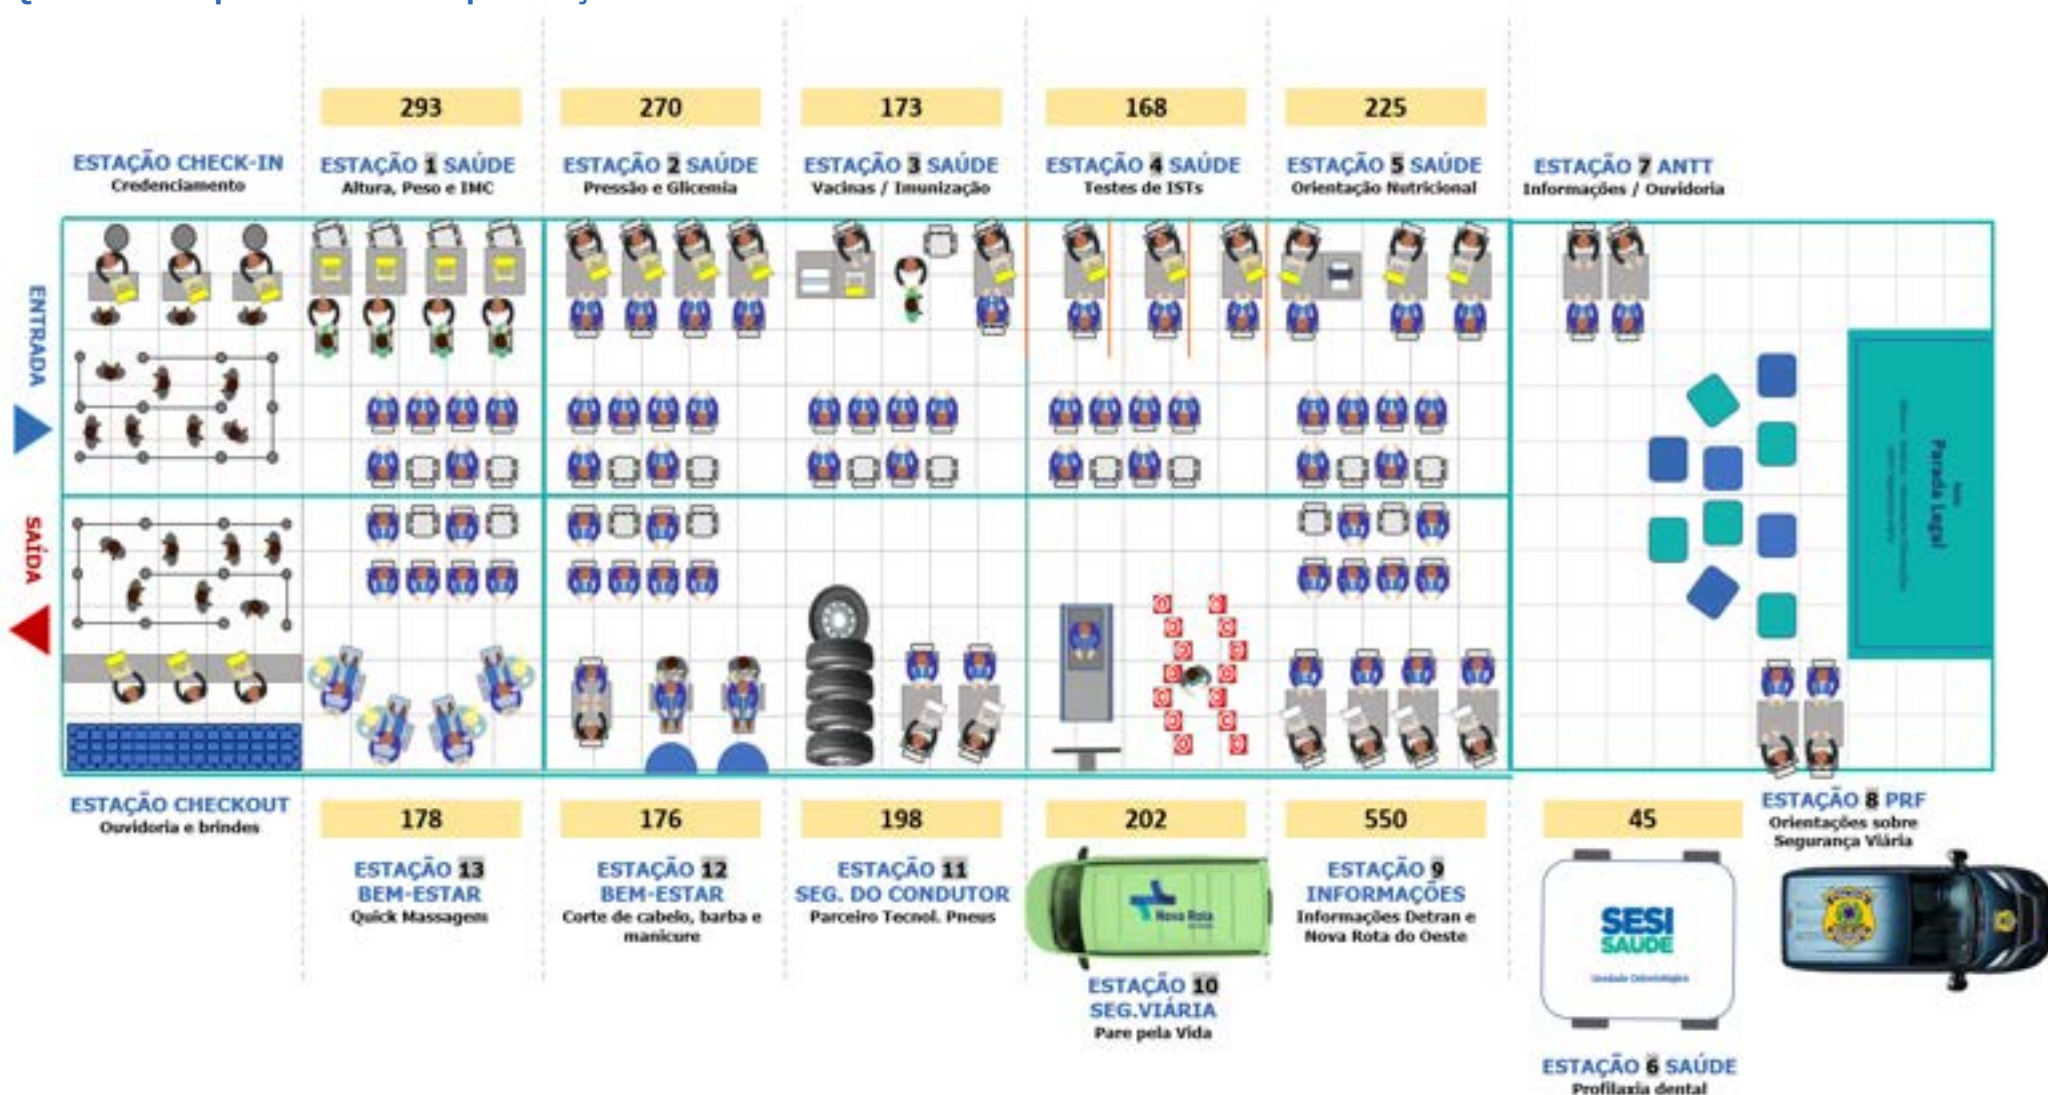 293
270
173
168
225
ESTAÇÃO CHECK-IN
Credenciamento
ESTAÇÃO 1 SAÚDE
Altura, Peso e IMC
ESTAÇÃO 2 SAÚDE
Pressão e Glicemia
ESTAÇÃO 3 SAÚDE
Vacinas / Imunização
ESTAÇÃO 4 SAÚDE
Testes de ISTs
ESTAÇÃO 5 SAÚDE
Orientação Nutricional
ESTAÇÃO 7 ANTT
Informações / Ouvidoria
ENTRADA
SAÍDA
Parada Legal
ESTAÇÃO CHECKOUT
Ouvidoria e brindes
178
ESTAÇÃO 13
BEM-ESTAR
Quick Massagem
176
ESTAÇÃO 12
BEM-ESTAR
Corte de cabelo, barba e
manicure
198
ESTAÇÃO 11
SEG. DO CONDUTOR
Parceiro Tecnol. Pneus
202
Nova Rota
ESTAÇÃO 10
SEG.VIÁRIA
Pare pela Vida
550
ESTAÇÃO 9
INFORMAÇÕES
Informações Detran e
Nova Rota do Oeste
45
SESI
SAÚDE
Unidade Odontológica
ESTAÇÃO 6 SAÚDE
Profilaxia dental
ESTAÇÃO 8 PRF
Orientações sobre
Segurança Viária